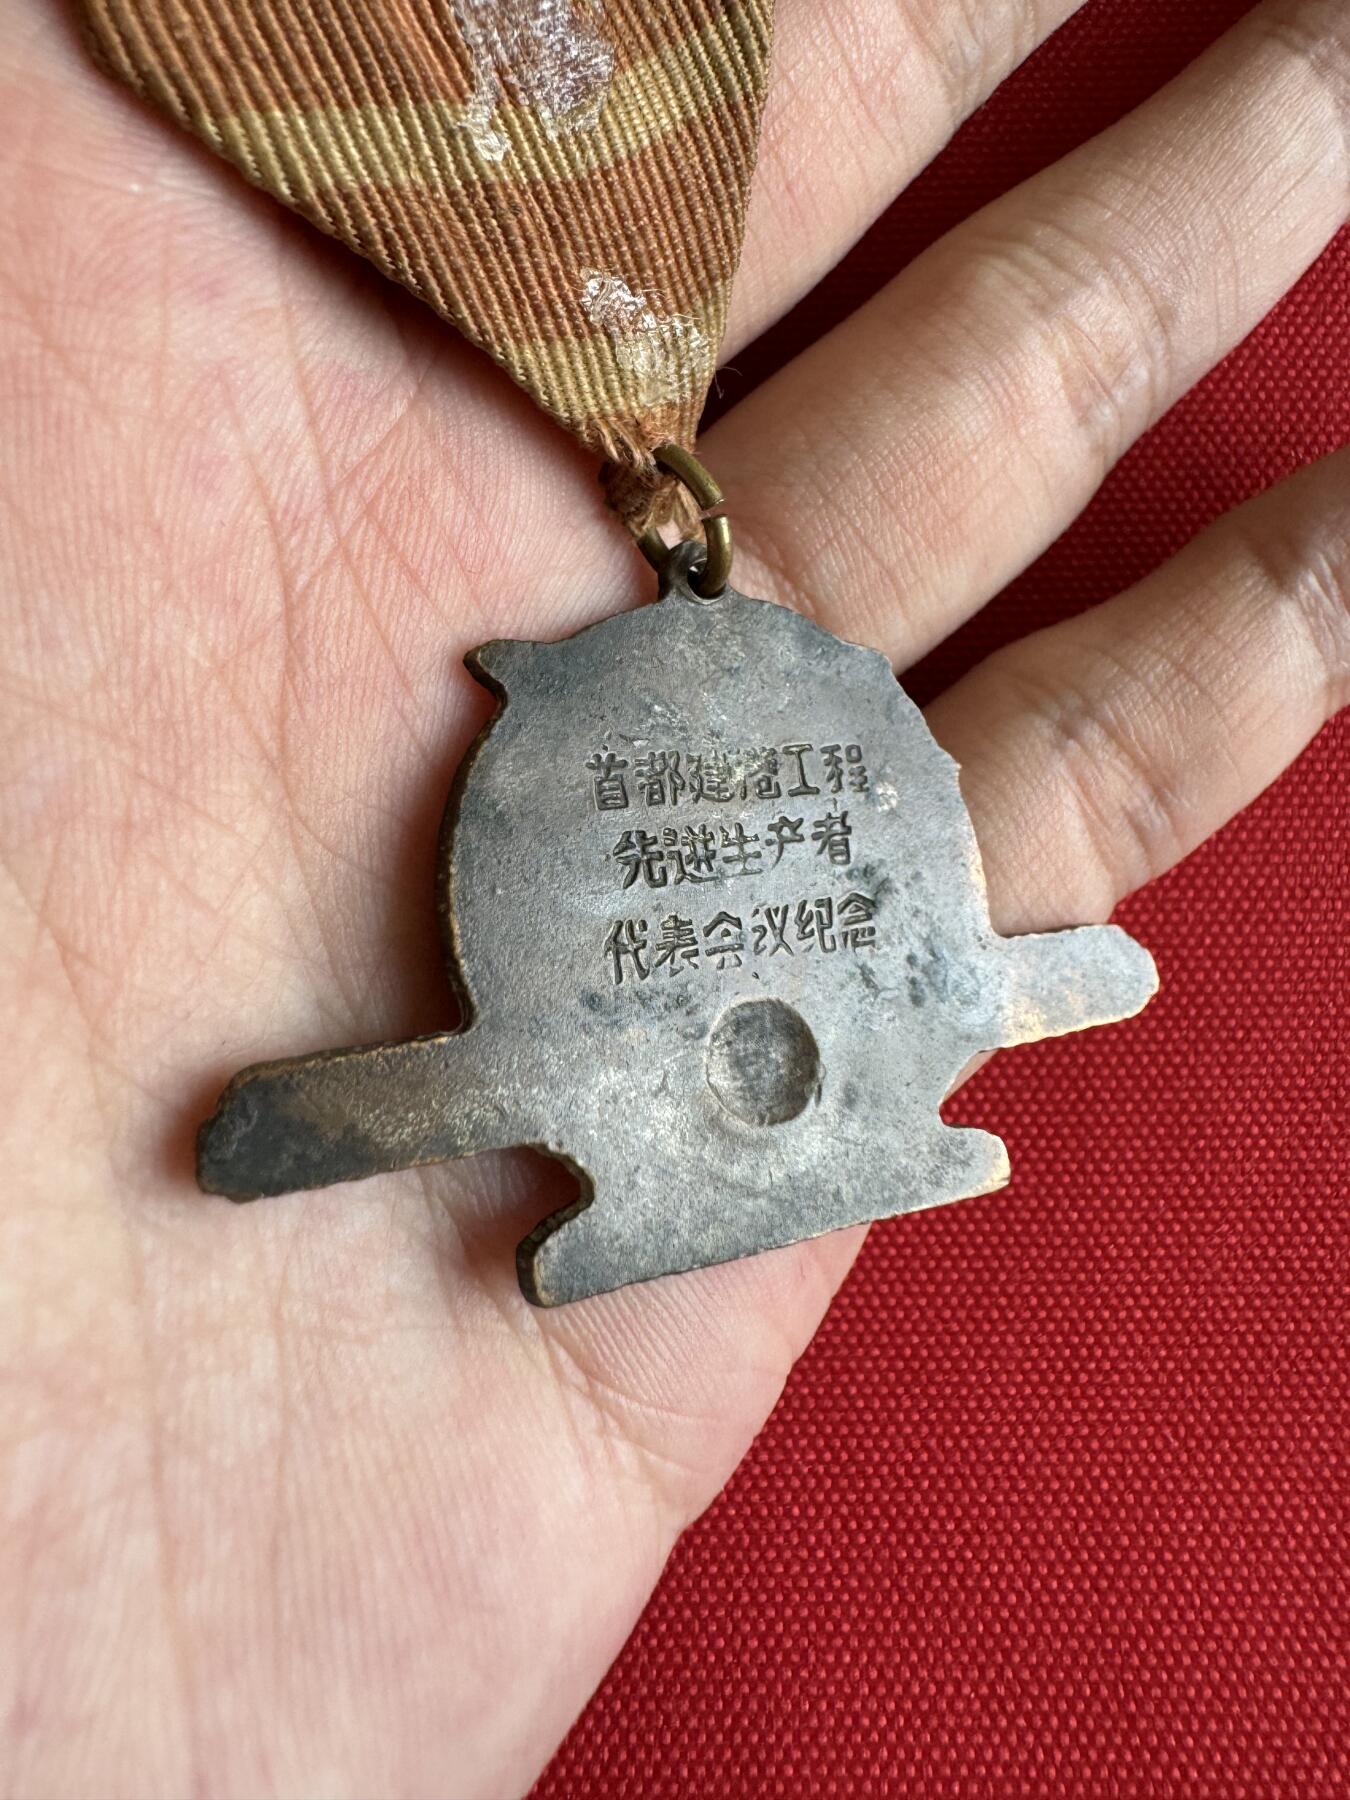 首都建筑工程
先进生产者
代表会议纪念